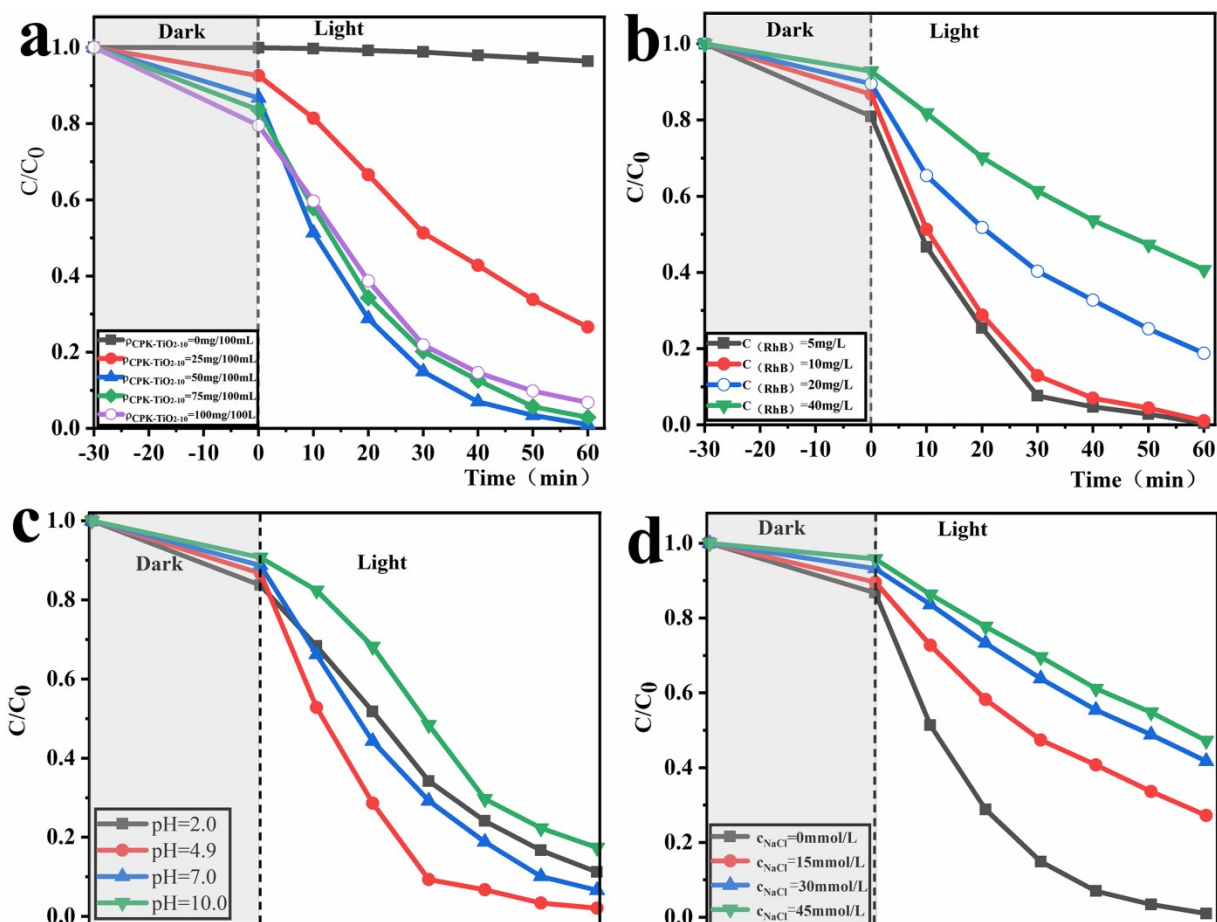 a
Dark
Light
C/C0
1.0
0.8
0.6
0.4
0.2
0.0
ρCPK-TiO2-10=0mg/100mL
ρCPK-TiO2-10=25mg/100mL
ρCPK-TiO2-10=50mg/100mL
ρCPK-TiO2-10=75mg/100mL
ρCPK-TiO2-10=100mg/100L
-30 -20 -10 0 10 20 30 40 50 60
Time（min）
b
Dark
Light
C/C0
1.0
0.8
0.6
0.4
0.2
0.0
C（RhB）=5mg/L
C（RhB）=10mg/L
C（RhB）=20mg/L
C（RhB）=40mg/L
-30 -20 -10 0 10 20 30 40 50 60
Time（min）
c
Dark
Light
C/C0
1.0
0.8
0.6
0.4
0.2
0.0
pH=2.0
pH=4.9
pH=7.0
pH=10.0
d
Dark
Light
C/C0
1.0
0.8
0.6
0.4
0.2
0.0
cNaCl=0mmol/L
cNaCl=15mmol/L
cNaCl=30mmol/L
cNaCl=45mmol/L